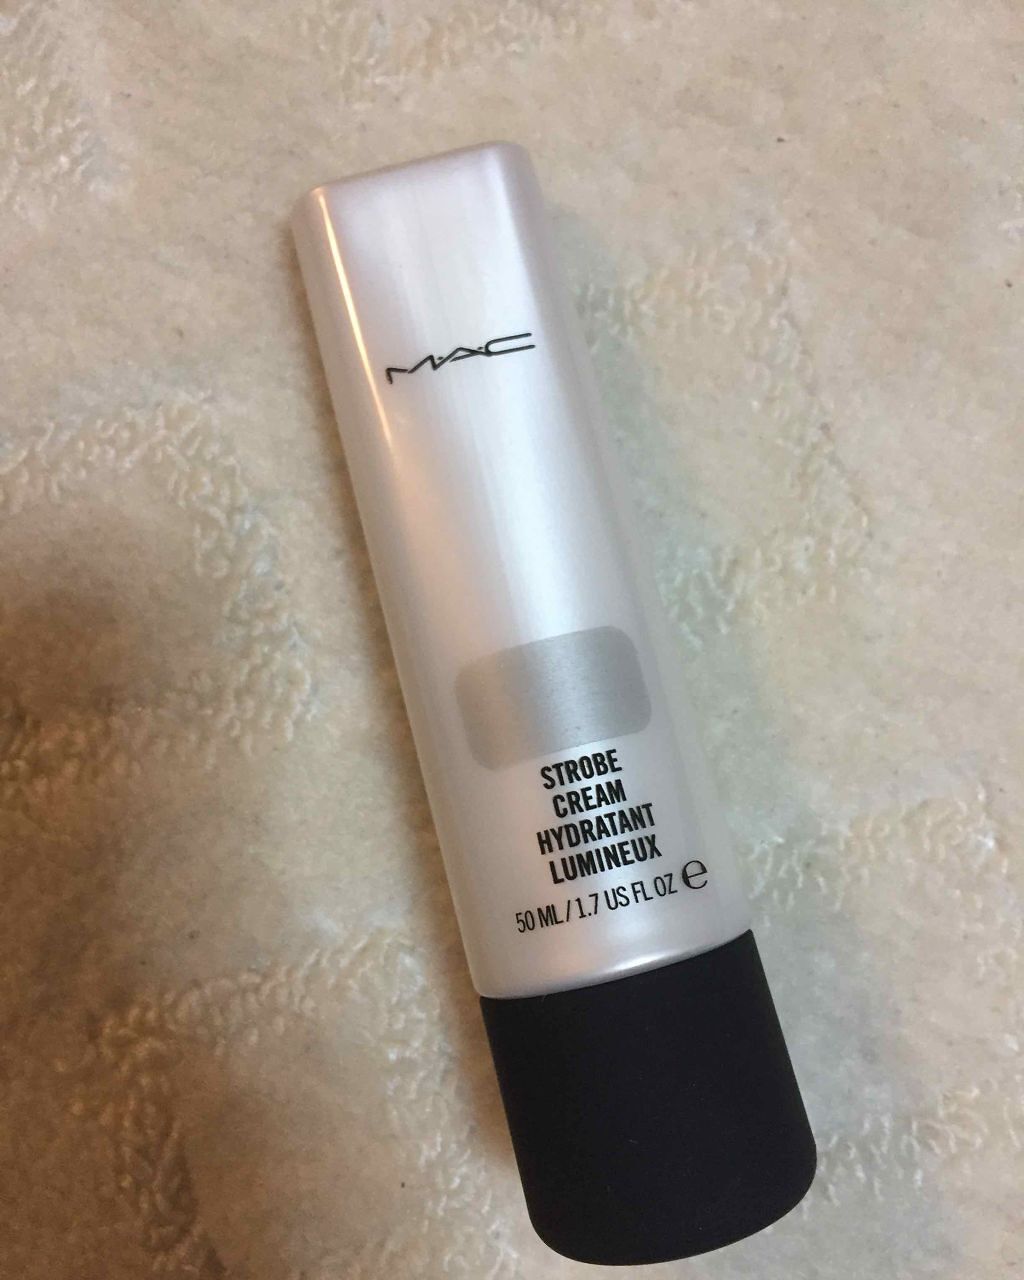 M·A·C
STROBE
CREAM
HYDRATANT
LUMINEUX
50 ML / 1.7 US FL OZ ℮